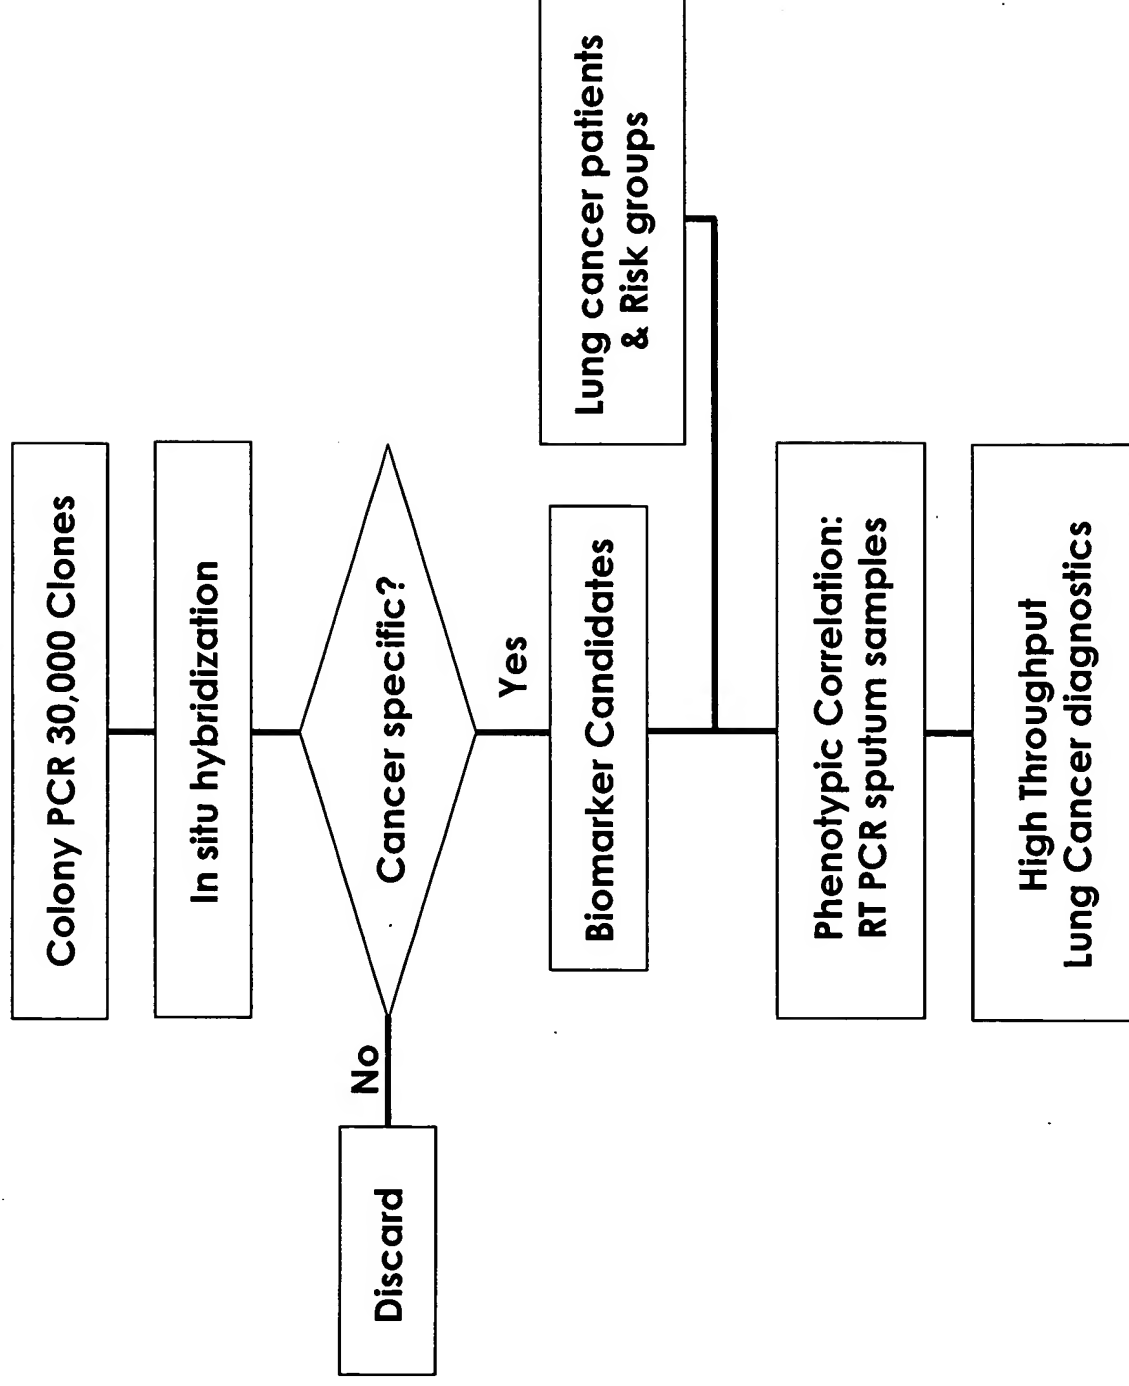 Colony PCR 30,000 Clones
In situ hybridization
Cancer specific?
No
Discard
Yes
Biomarker Candidates
Lung cancer patients
& Risk groups
Phenotypic Correlation:
RT PCR sputum samples
High Throughput
Lung Cancer diagnostics